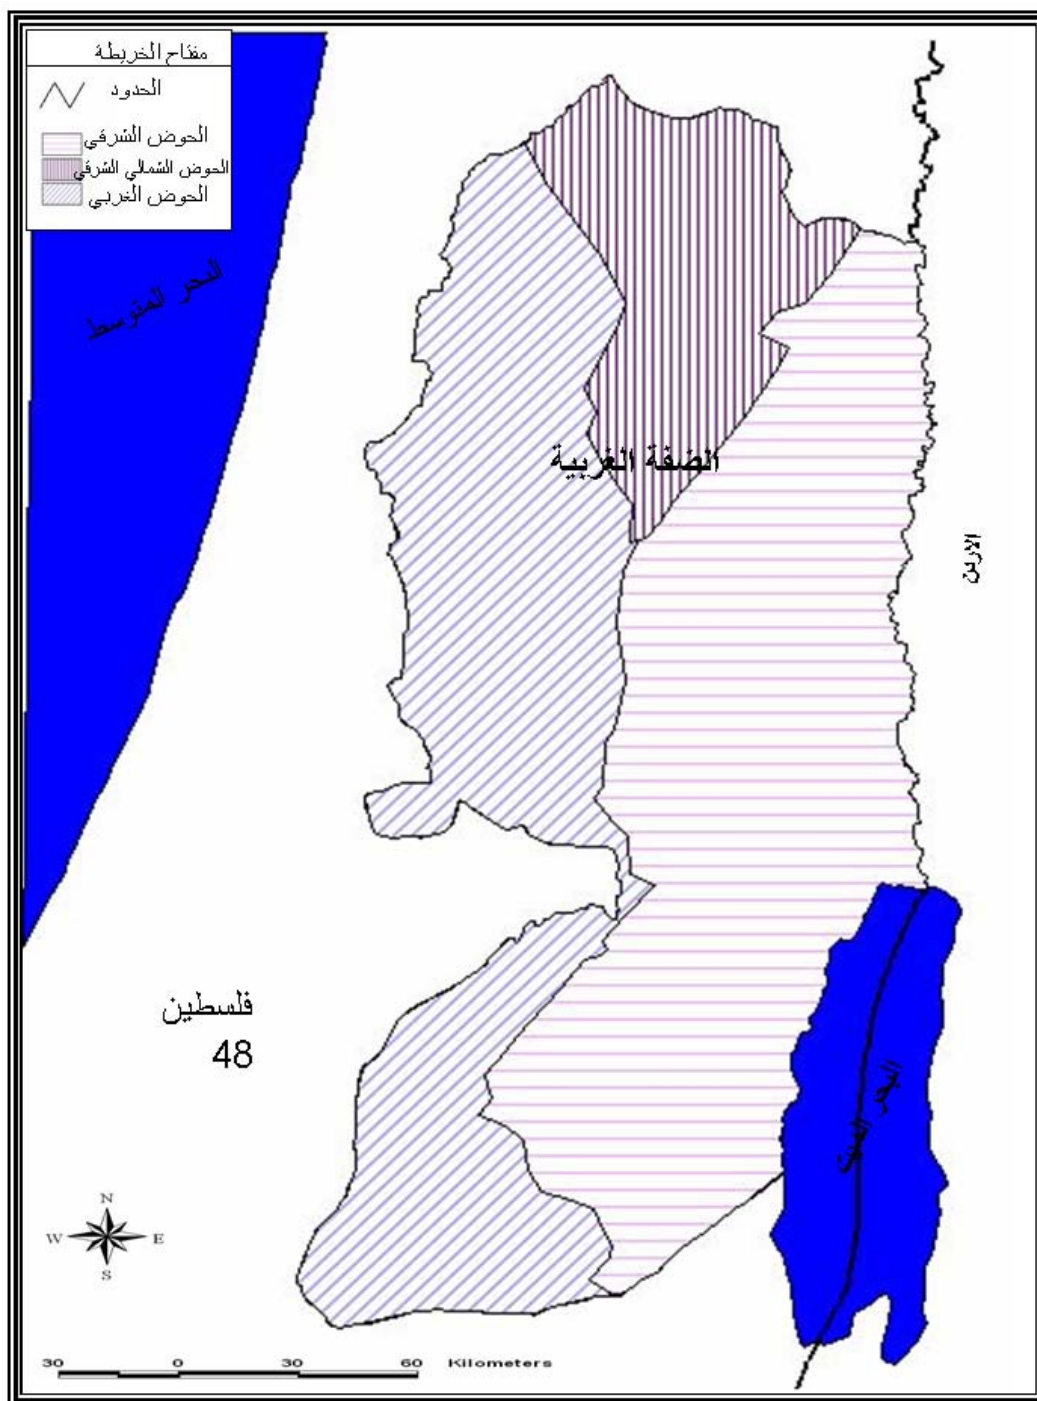 مفتاح الخريطة
الحدود
الحوض الشرقي
الحوض الشمالي الشرقي
الحوض الغربي
البحر المتوسط
الضفة الغربية
الاردن
فلسطين
48
البحر الميت
N
W E
S
30 0 30 60 Kilometers